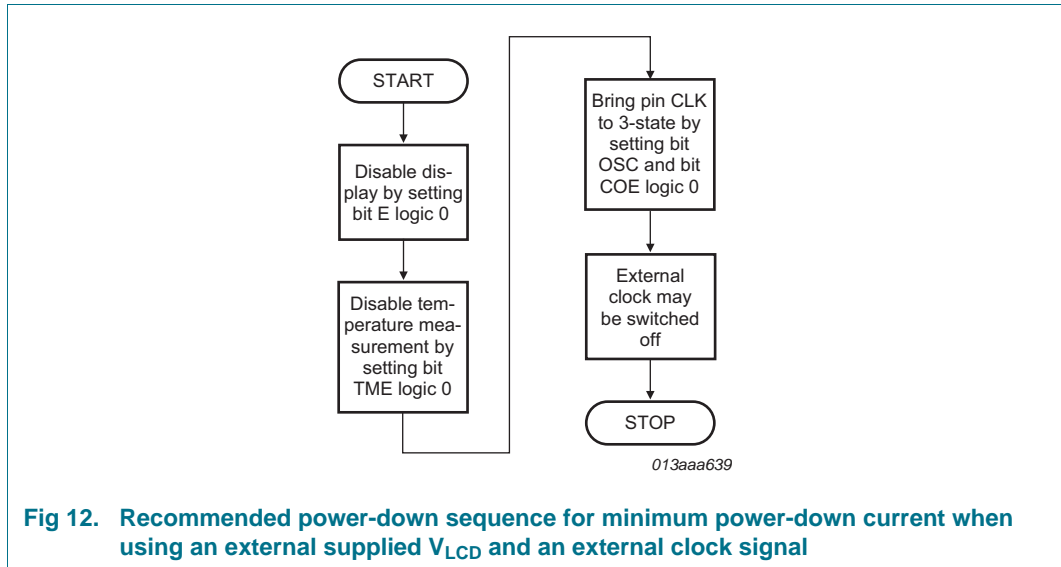 START
Disable dis-
play by setting
bit E logic 0
Disable tem-
perature mea-
surement by
setting bit
TME logic 0
Bring pin CLK
to 3-state by
setting bit
OSC and bit
COE logic 0
External
clock may
be switched
off
STOP
013aaa639
Fig 12. Recommended power-down sequence for minimum power-down current when
using an external supplied VLCD and an external clock signal